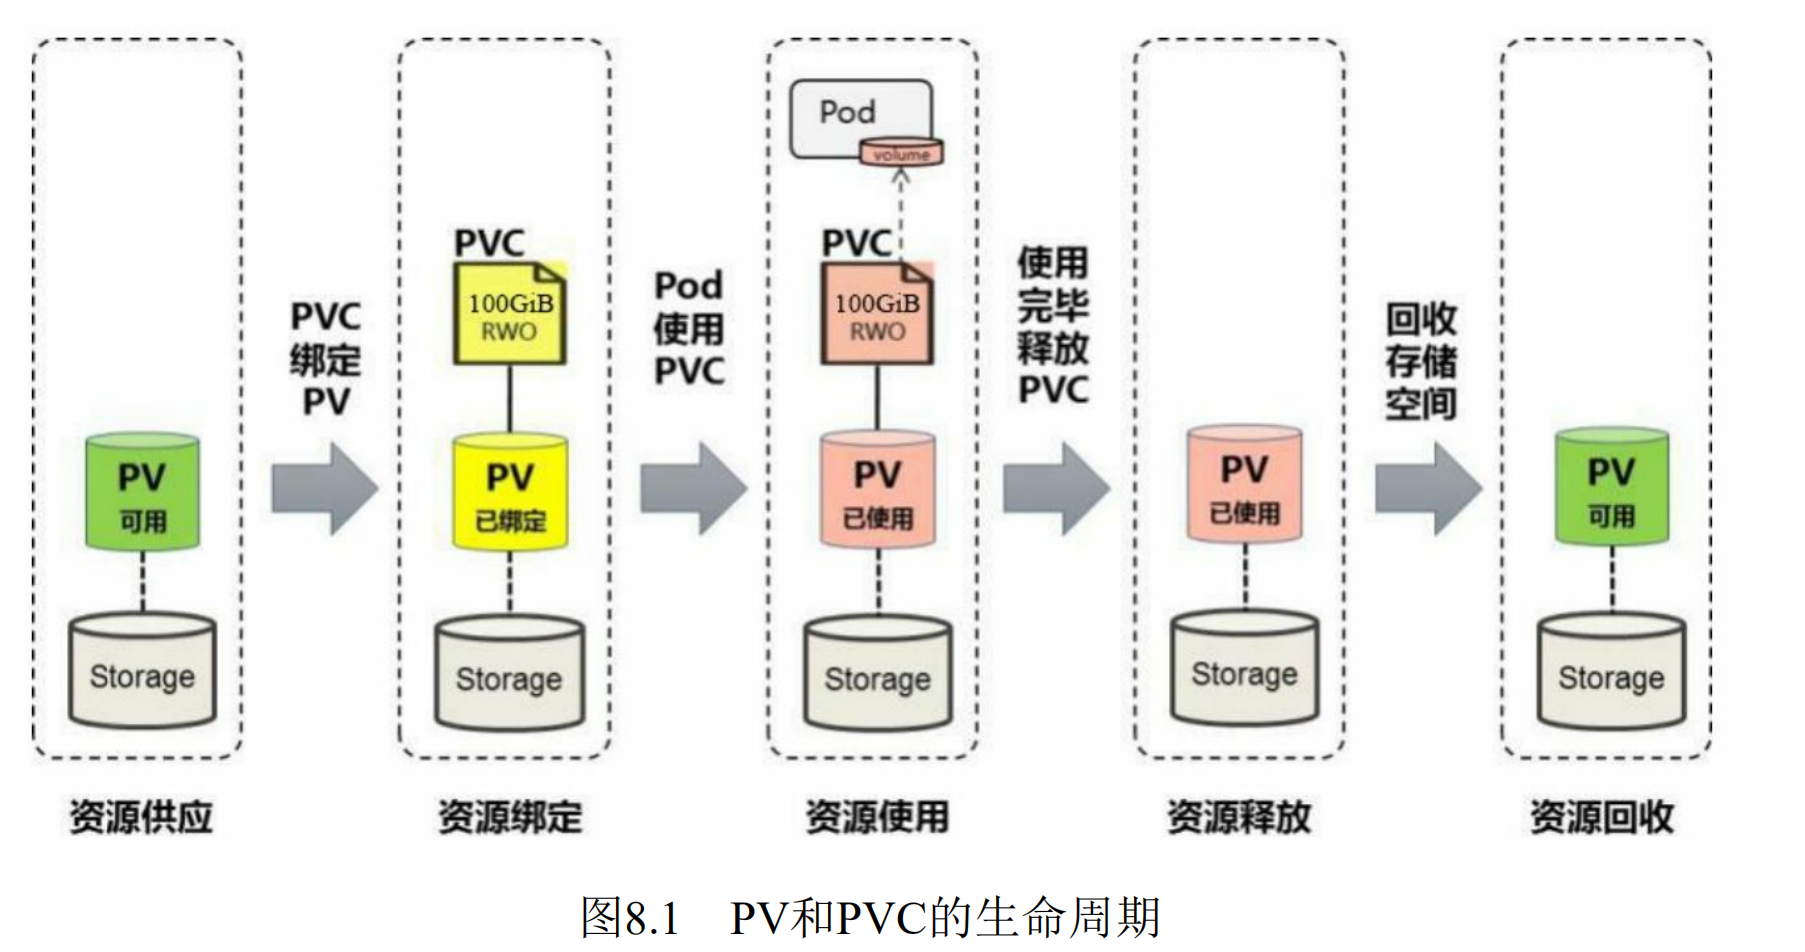 PV
可用
Storage
资源供应
PVC
绑定
PV
PVC
100GiB
RWO
PV
已绑定
Storage
资源绑定
Pod
使用
PVC
Pod
volume
PVC
100GiB
RWO
PV
已使用
Storage
资源使用
使用
完毕
释放
PVC
PV
已使用
Storage
资源释放
回收
存储
空间
PV
可用
Storage
资源回收
图8.1 PV和PVC的生命周期